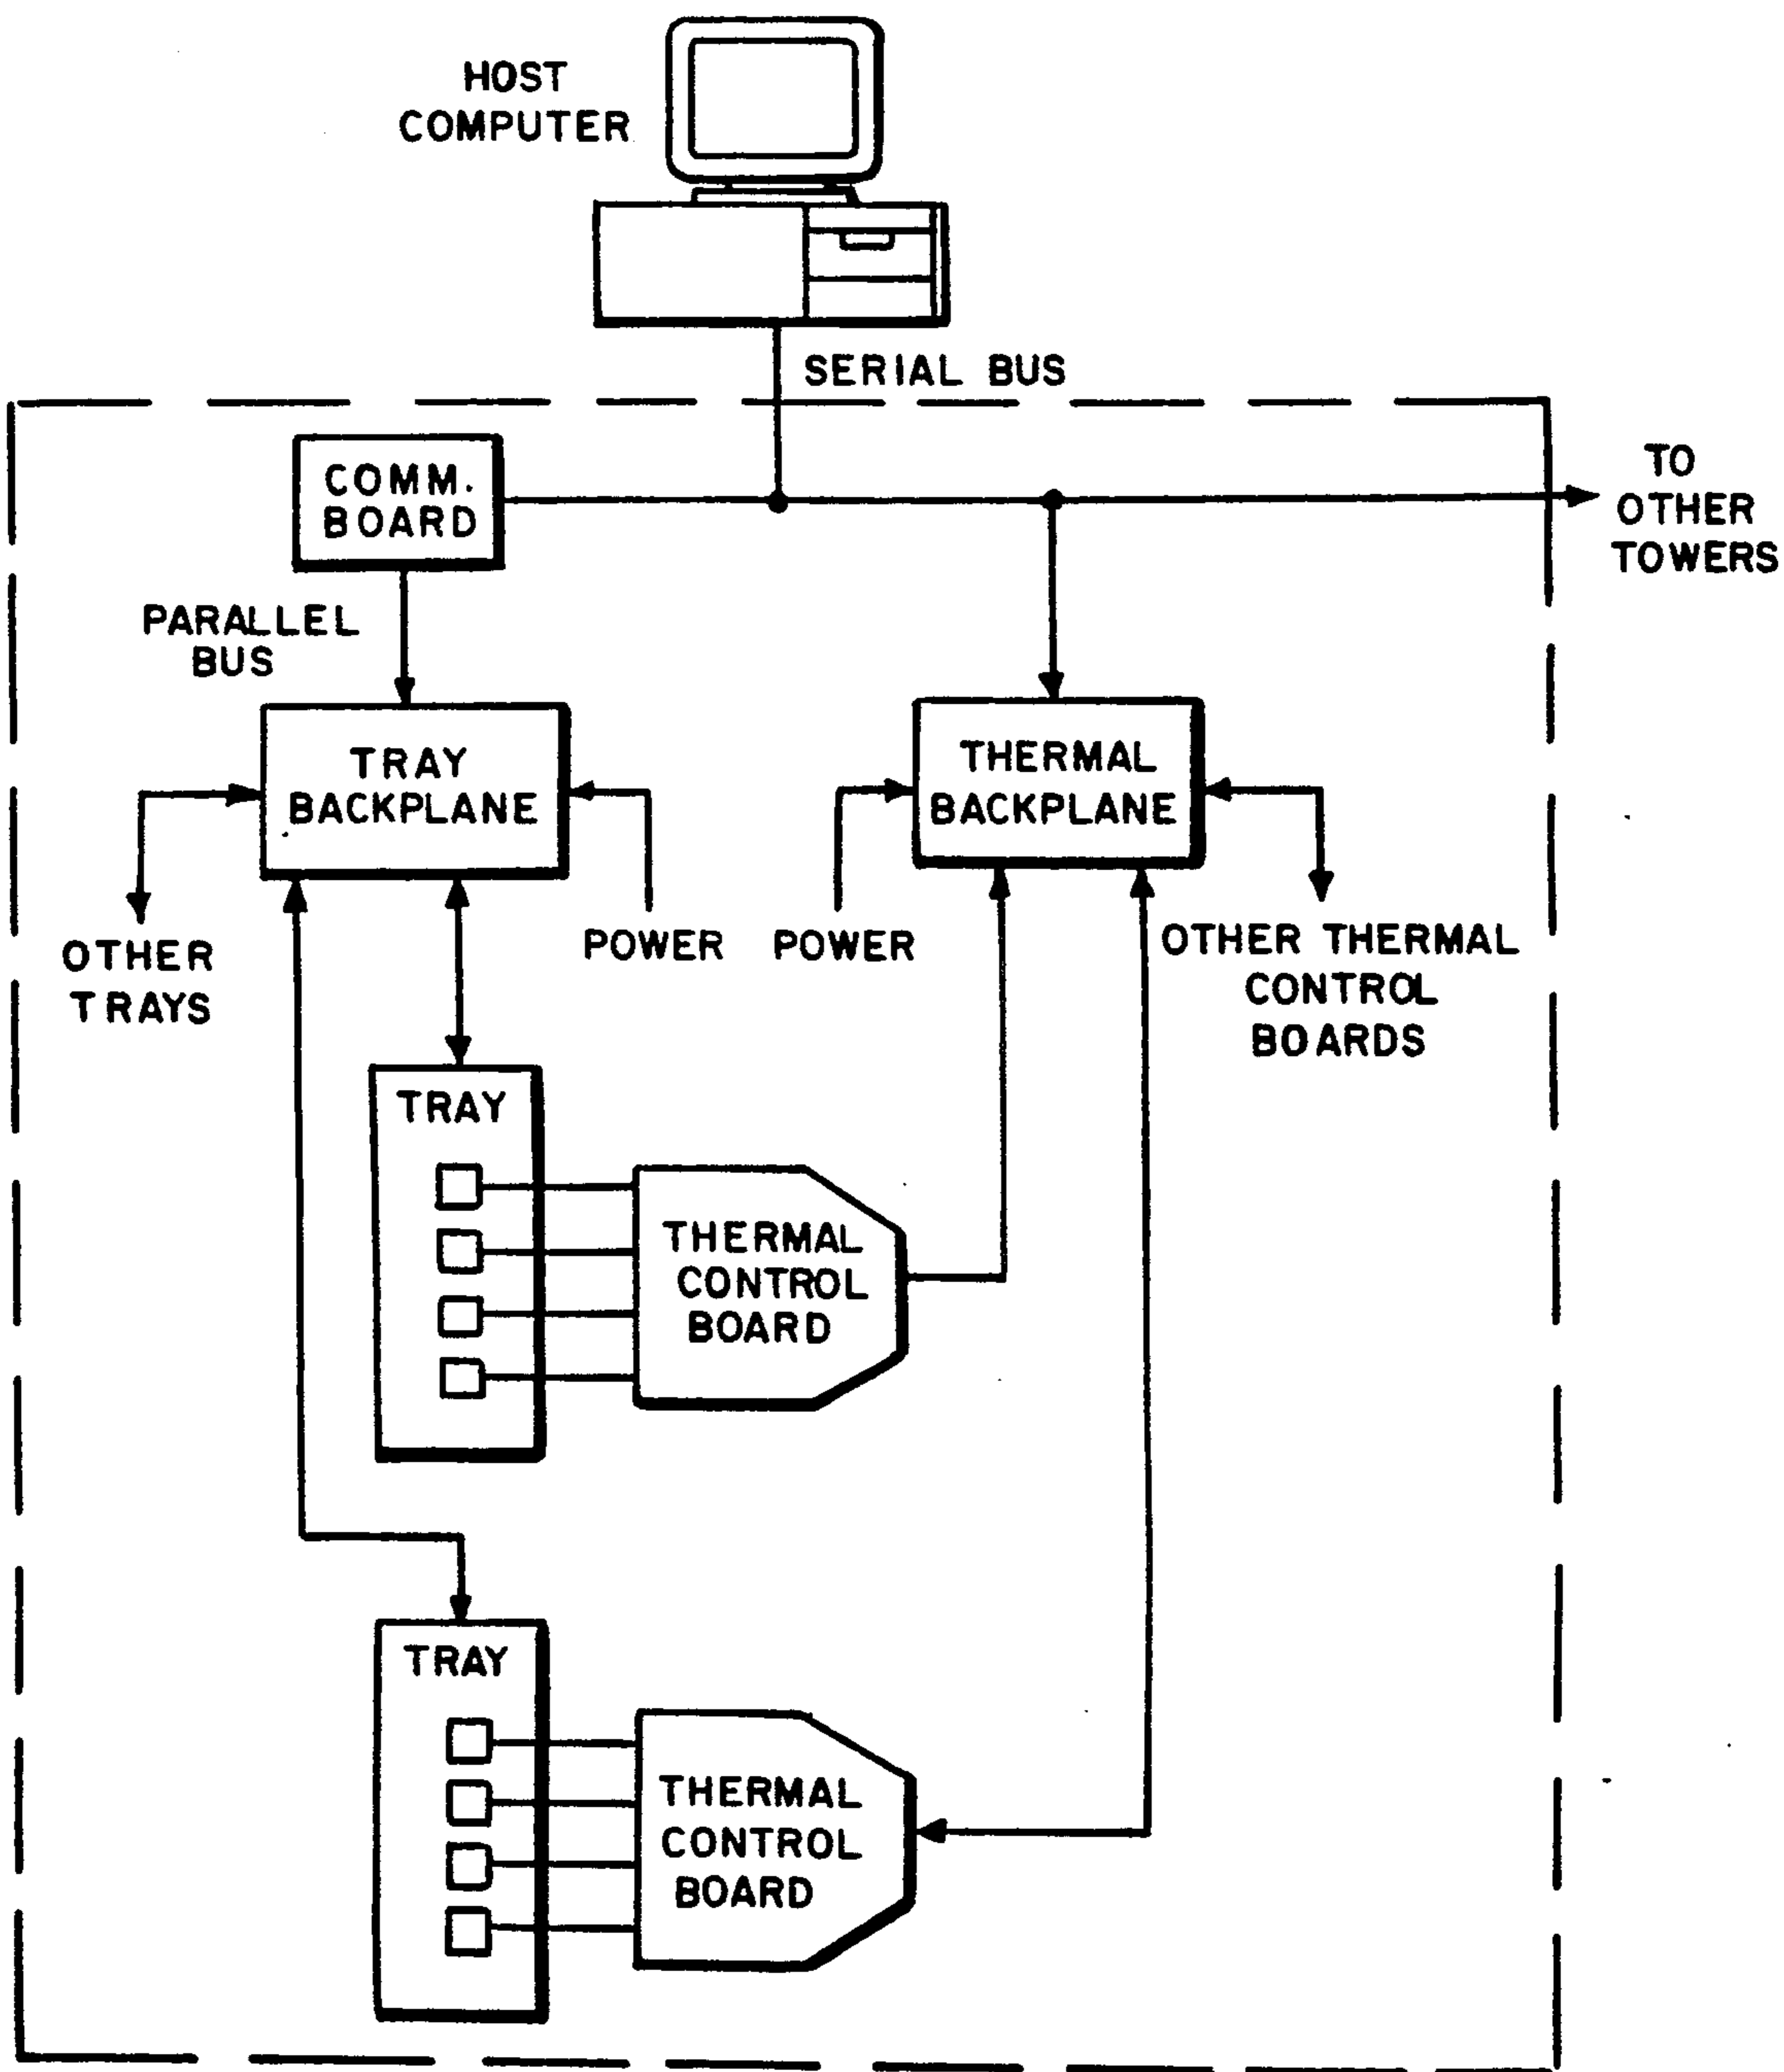 HOST
COMPUTER
SERIAL BUS
COMM.
BOARD
TO
OTHER
TOWERS
PARALLEL
BUS
TRAY
BACKPLANE
THERMAL
BACKPLANE
OTHER
TRAYS
POWER
POWER
OTHER THERMAL
CONTROL
BOARDS
TRAY
THERMAL
CONTROL
BOARD
TRAY
THERMAL
CONTROL
BOARD